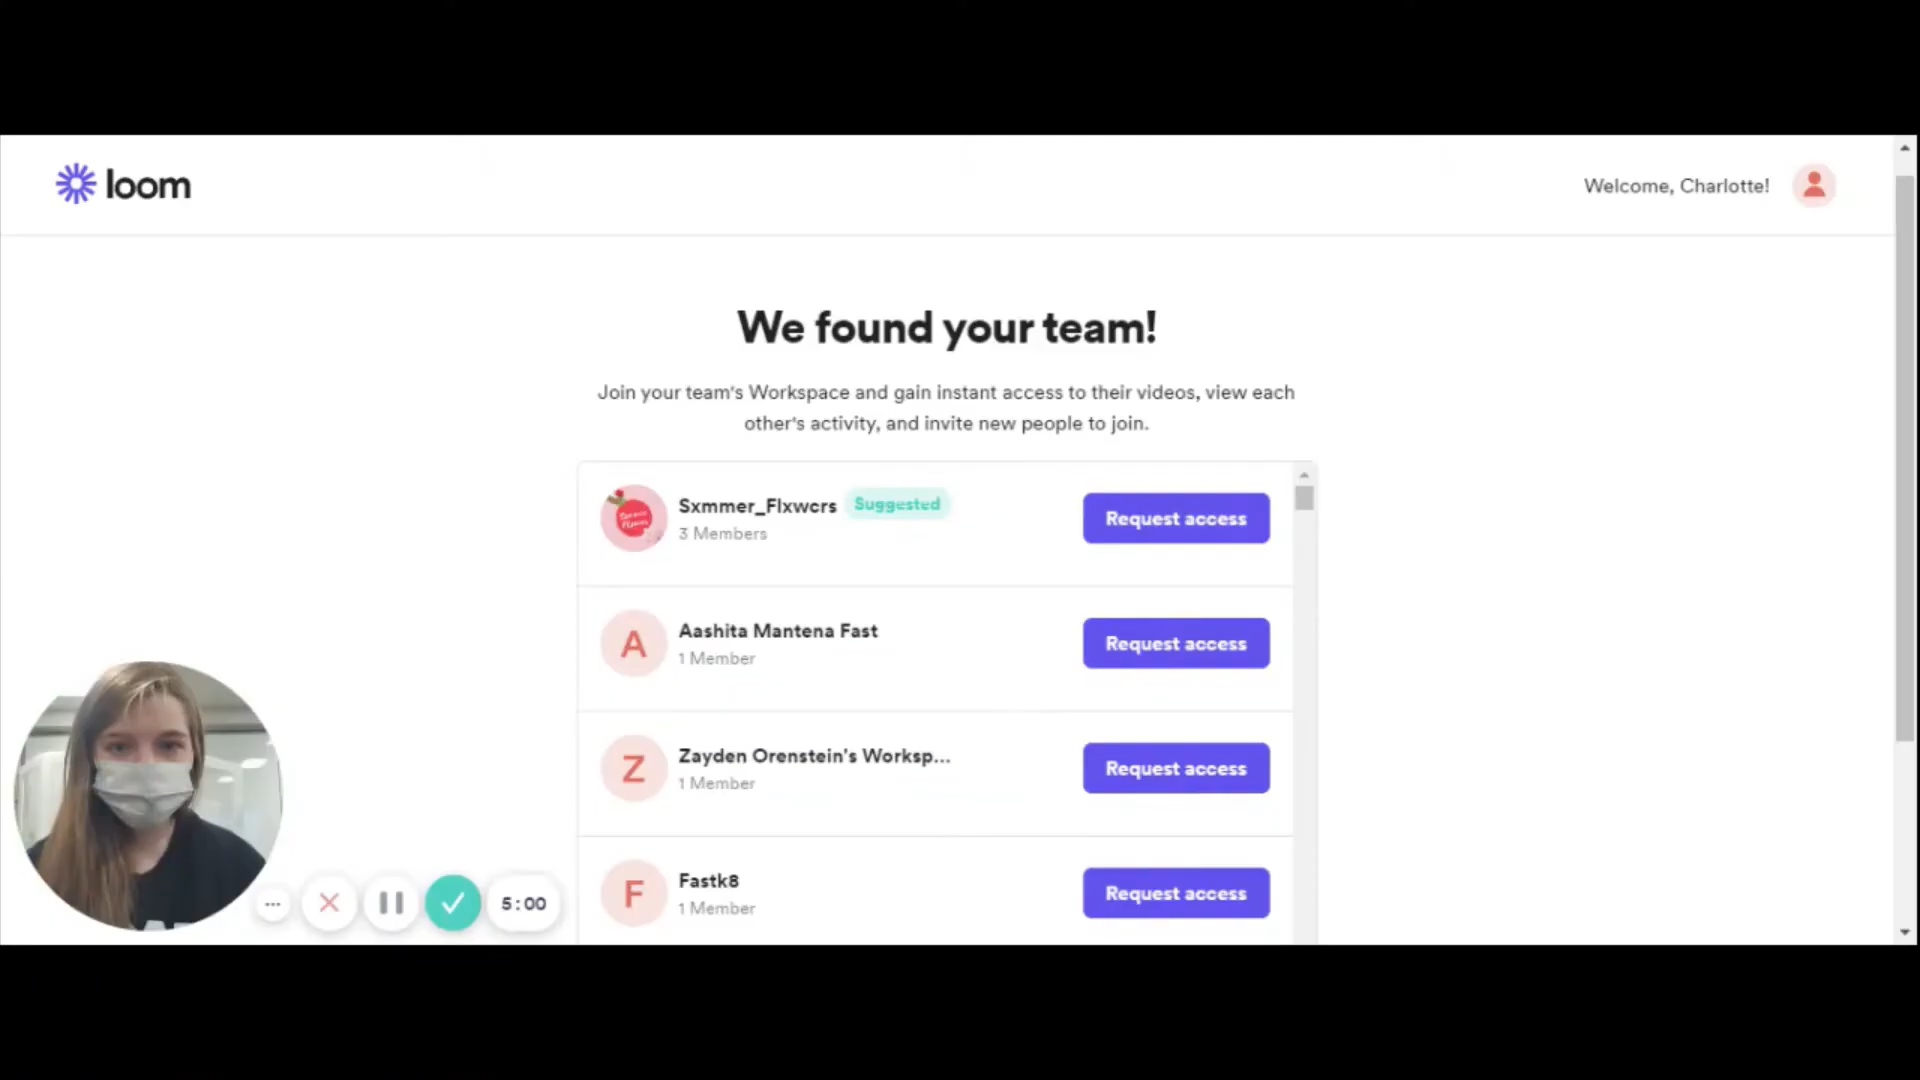 loom
Welcome, Charlotte!
We found your team!
Join your team's Workspace and gain instant access to their videos, view each
other's activity, and invite new people to join.
Sxmmer_Flxwcrs Suggested
3 Members
Request access
A
Aashita Mantena Fast
1 Member
Request access
Z
Zayden Orenstein's Worksp...
1 Member
Request access
F
Fastk8
1 Member
Request access
5:00